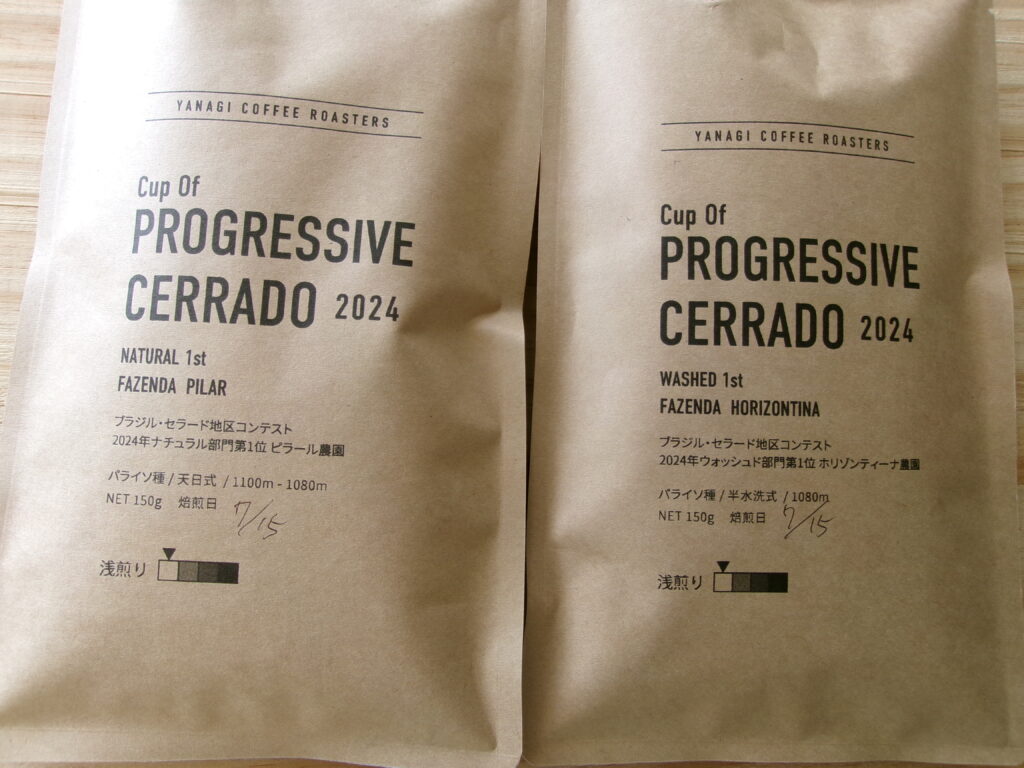 YANAGI COFFEE ROASTERS
Cup Of
PROGRESSIVE
CERRADO 2024
NATURAL 1st
FAZENDA PILAR
ブラジル・セラード地区コンテスト
2024年ナチュラル部門第1位 ピラール農園
パライソ種 / 天日式 / 1100m - 1080m
NET 150g 焙煎日 7/15
浅煎り
YANAGI COFFEE ROASTERS
Cup Of
PROGRESSIVE
CERRADO 2024
WASHED 1st
FAZENDA HORIZONTINA
ブラジル・セラード地区コンテスト
2024年ウォッシュド部門第1位 ホリゾンティーナ農園
パライソ種 / 半水洗式 / 1080m
NET 150g 焙煎日 7/15
浅煎り